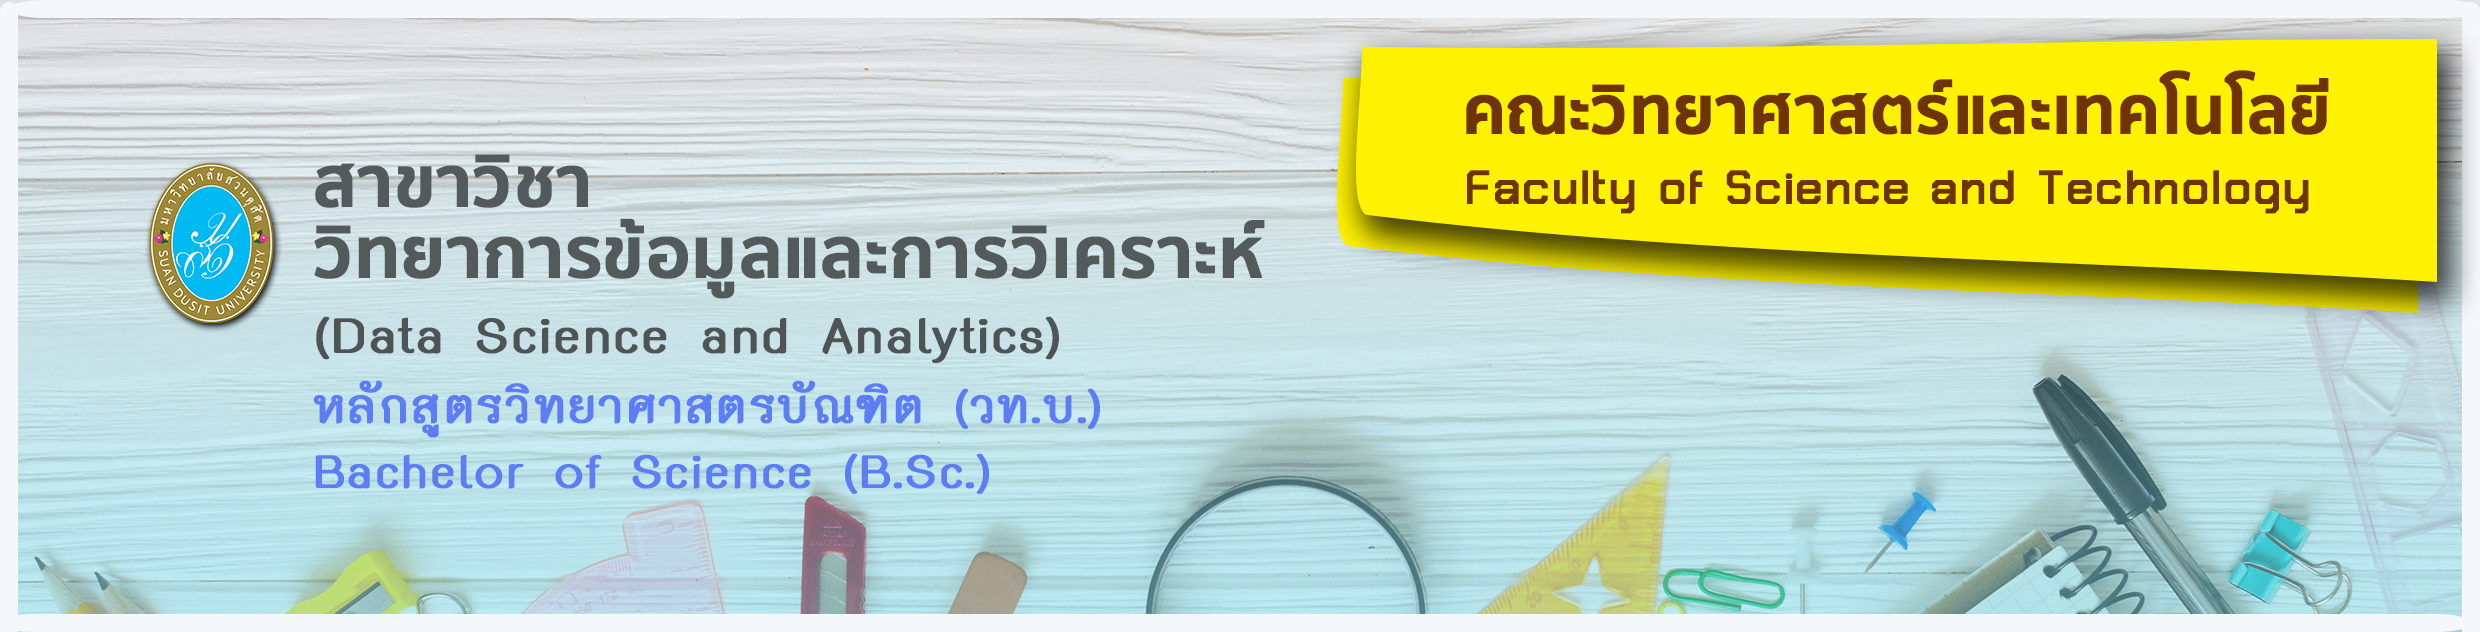 คณะวิทยาศาสตร์และเทคโนโลยี
Faculty of Science and Technology
มหาวิทยาลัยสวนดุสิต
SUAN DUSIT UNIVERSITY
สาขาวิชา
วิทยาการข้อมูลและการวิเคราะห์
(Data Science and Analytics)
หลักสูตรวิทยาศาสตรบัณฑิต (วท.บ.)
Bachelor of Science (B.Sc.)